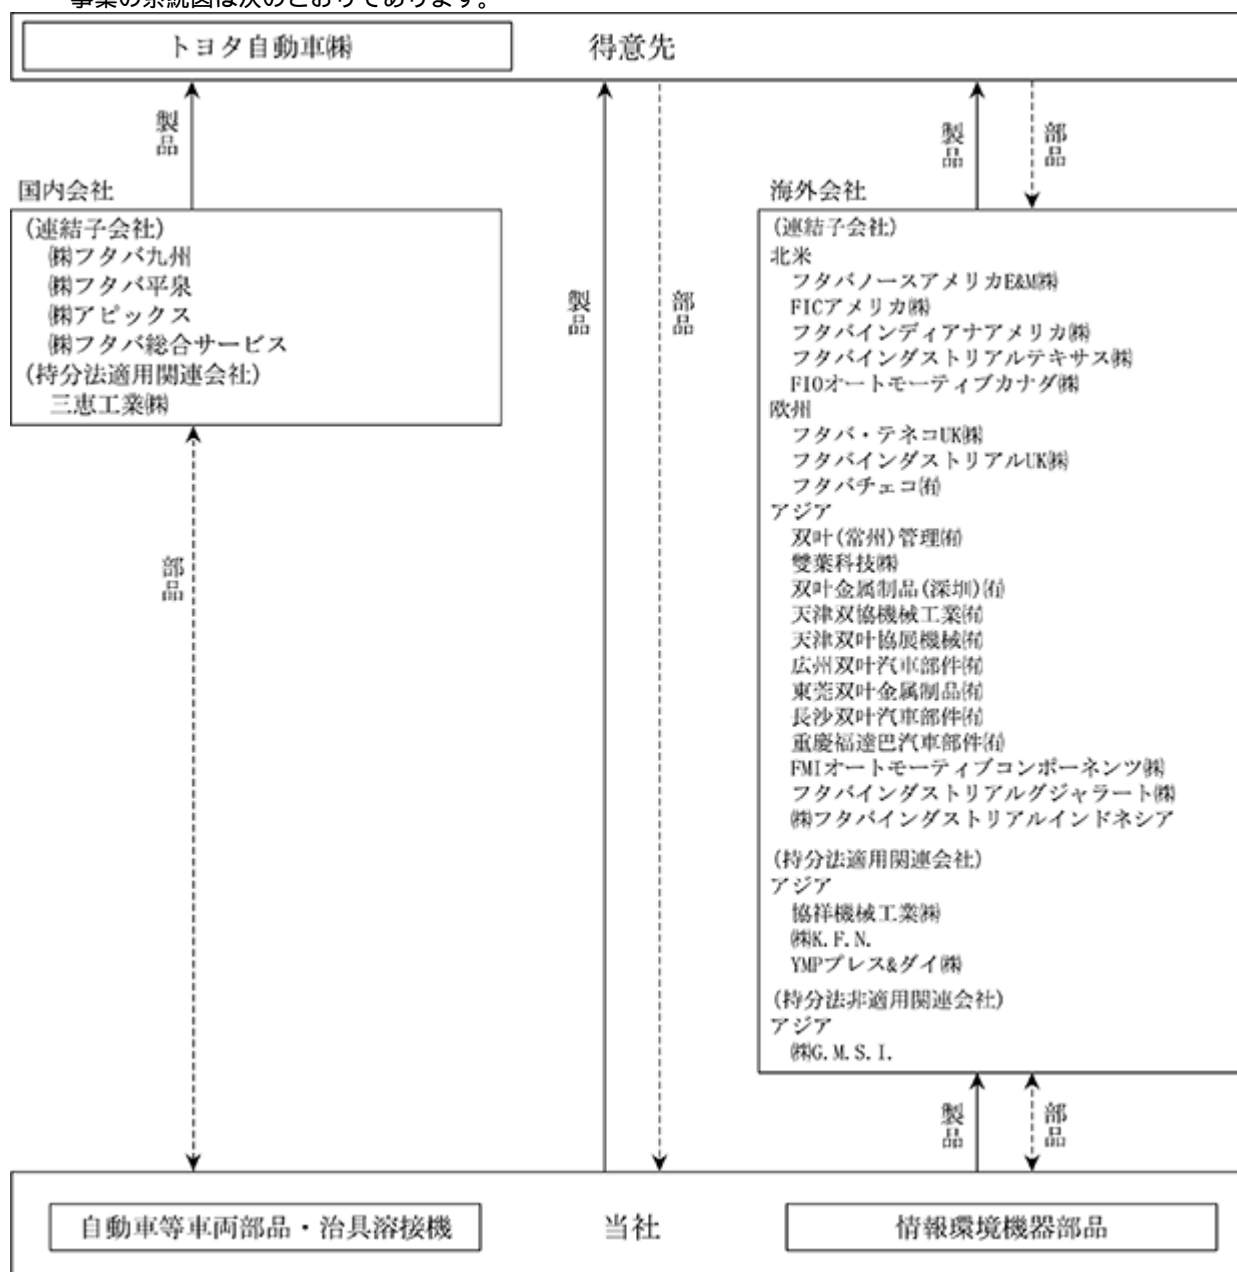 事業の系統図は次のとおりであります。
トヨタ自動車㈱
得意先
製品
製品
部品
製品
部品
国内会社
(連結子会社)
㈱フタバ九州
㈱フタバ平泉
㈱アピックス
㈱フタバ総合サービス
(持分法適用関連会社)
三恵工業㈱
部品
海外会社
(連結子会社)
北米
フタバノースアメリカE&M㈱
FICアメリカ㈱
フタバインディアナアメリカ㈱
フタバインダストリアルテキサス㈱
FIOオートモーティブカナダ㈱
欧州
フタバ・テネコUK㈱
フタバインダストリアルUK㈱
フタバチェコ㈲
アジア
双叶(常州)管理㈲
雙葉科技㈱
双叶金属制品(深圳)㈲
天津双協機械工業㈲
天津双叶協展機械㈲
広州双叶汽車部件㈲
東莞双叶金属制品㈲
長沙双叶汽車部件㈲
重慶福達巴汽車部件㈲
FMIオートモーティブコンポーネンツ㈱
フタバインダストリアルグジャラート㈱
㈱フタバインダストリアルインドネシア
(持分法適用関連会社)
アジア
協祥機械工業㈱
㈱K.F.N.
YMPプレス&ダイ㈱
(持分法非適用関連会社)
アジア
㈱G.M.S.I.
製品
部品
自動車等車両部品・治具溶接機
当社
情報環境機器部品